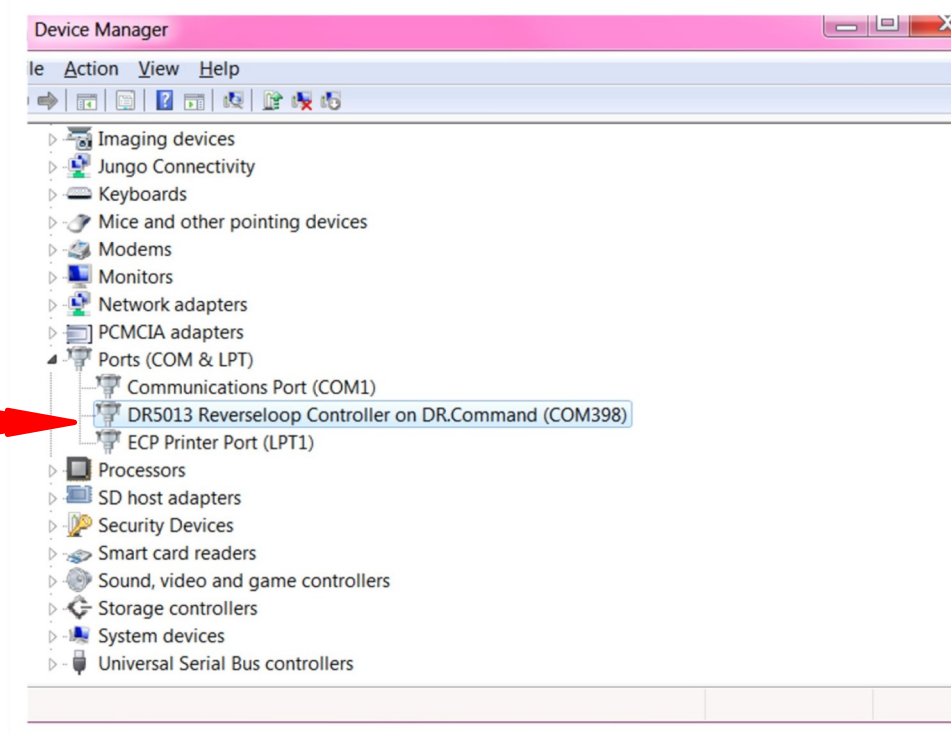 Device Manager
le Action View Help
Imaging devices
Jungo Connectivity
Keyboards
Mice and other pointing devices
Modems
Monitors
Network adapters
PCMCIA adapters
Ports (COM & LPT)
Communications Port (COM1)
DR5013 Reverseloop Controller on DR.Command (COM398)
ECP Printer Port (LPT1)
Processors
SD host adapters
Security Devices
Smart card readers
Sound, video and game controllers
Storage controllers
System devices
Universal Serial Bus controllers